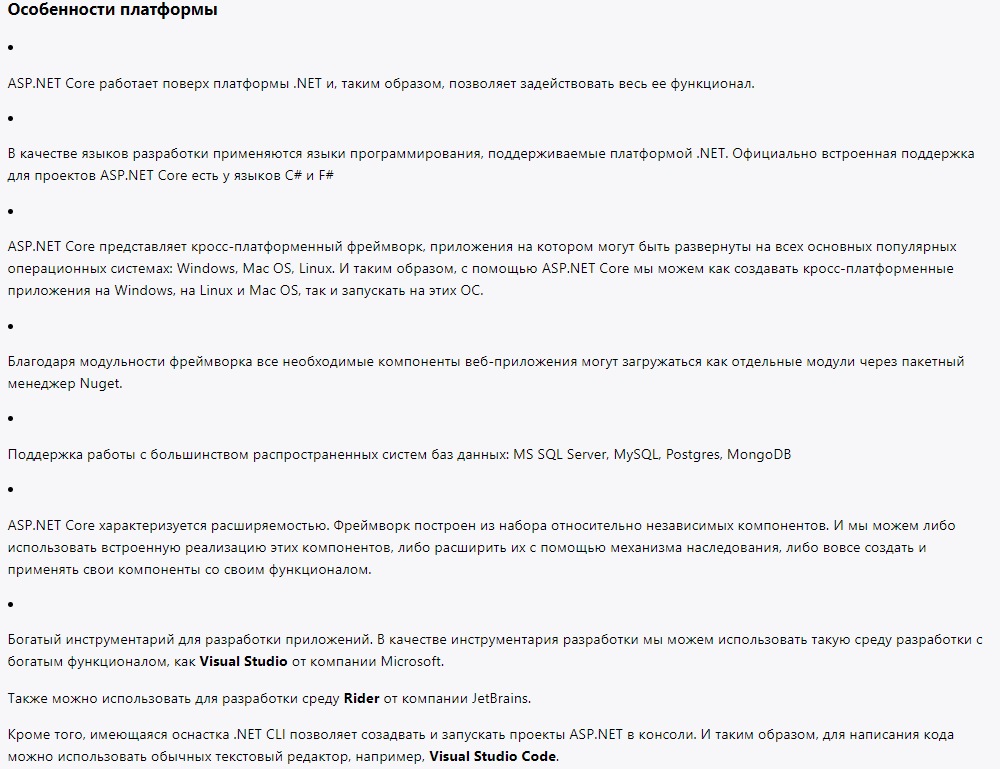 Особенности платформы
•
ASP.NET Core работает поверх платформы .NET и, таким образом, позволяет задействовать весь ее функционал.
•
В качестве языков разработки применяются языки программирования, поддерживаемые платформой .NET. Официально встроенная поддержка
для проектов ASP.NET Core есть у языков C# и F#
•
ASP.NET Core представляет кросс-платформенный фреймворк, приложения на котором могут быть развернуты на всех основных популярных
операционных системах: Windows, Mac OS, Linux. И таким образом, с помощью ASP.NET Core мы можем как создавать кросс-платформенные
приложения на Windows, на Linux и Mac OS, так и запускать на этих ОС.
•
Благодаря модульности фреймворка все необходимые компоненты веб-приложения могут загружаться как отдельные модули через пакетный
менеджер Nuget.
•
Поддержка работы с большинством распространенных систем баз данных: MS SQL Server, MySQL, Postgres, MongoDB
•
ASP.NET Core характеризуется расширяемостью. Фреймворк построен из набора относительно независимых компонентов. И мы можем либо
использовать встроенную реализацию этих компонентов, либо расширить их с помощью механизма наследования, либо вовсе создать и
применять свои компоненты со своим функционалом.
•
Богатый инструментарий для разработки приложений. В качестве инструментария разработки мы можем использовать такую среду разработки с
богатым функционалом, как Visual Studio от компании Microsoft.
Также можно использовать для разработки среду Rider от компании JetBrains.
Кроме того, имеющаяся оснастка .NET CLI позволяет созадвать и запускать проекты ASP.NET в консоли. И таким образом, для написания кода
можно использовать обычных текстовый редактор, например, Visual Studio Code.